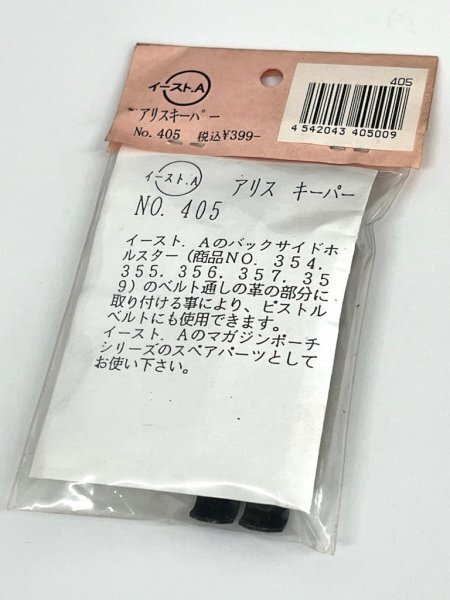 イースト.A
アリスキーパー
No. 405 税込¥399-
405
4 542043 405009
イースト.A アリス キーパー
NO. 405
イースト．Ａのバックサイドホ
ルスター（商品ＮＯ．３５４．
３５５．３５６．３５７．３５
９）のベルト通しの革の部分に
取り付ける事により、ピストル
ベルトにも使用できます。
イースト．Ａのマガジンポーチ
シリーズのスペアパーツとして
お使い下さい。